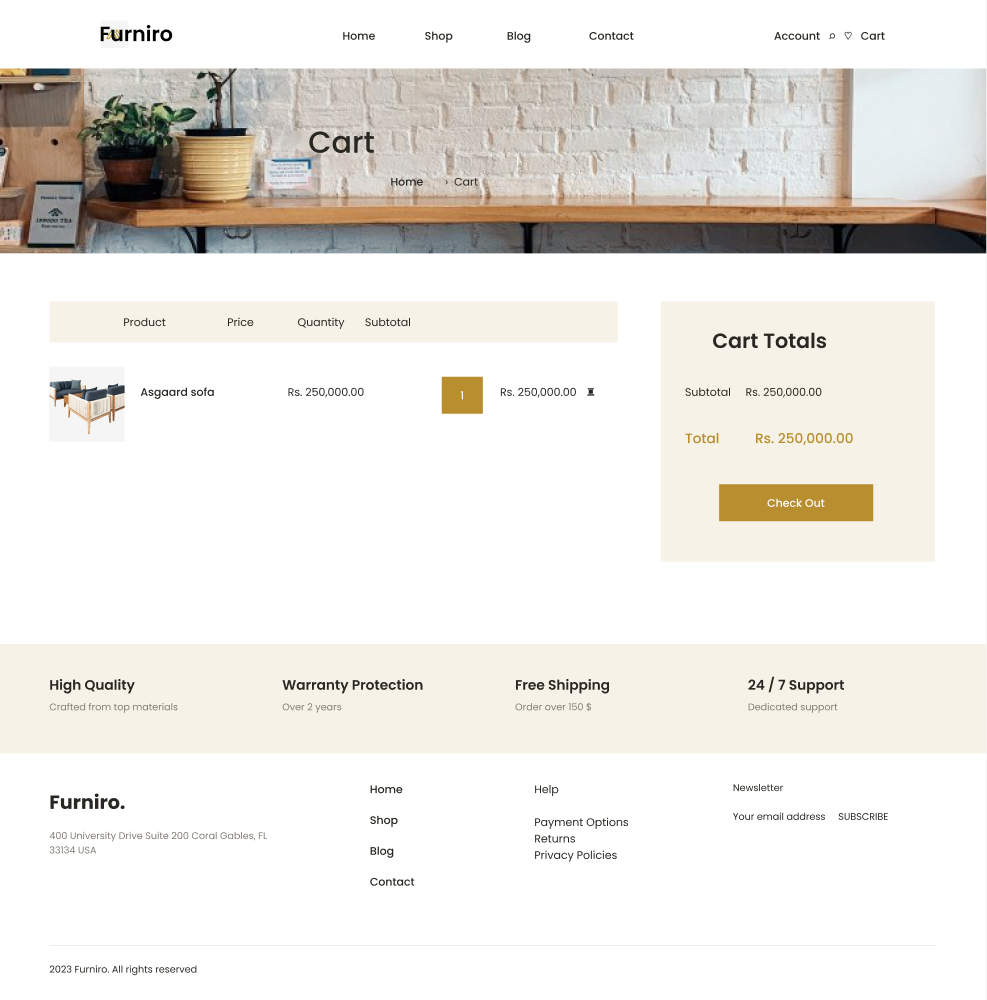 Furniro
Home Shop Blog Contact
Account ⌕ ♡ Cart
Cart
Home › Cart
Product Price Quantity Subtotal
Asgaard sofa Rs. 250,000.00 1 Rs. 250,000.00 ♜
Cart Totals
Subtotal Rs. 250,000.00
Total Rs. 250,000.00
Check Out
High Quality
Crafted from top materials
Warranty Protection
Over 2 years
Free Shipping
Order over 150 $
24 / 7 Support
Dedicated support
Furniro.
400 University Drive Suite 200 Coral Gables, FL
33134 USA
Home
Shop
Blog
Contact
Help
Payment Options
Returns
Privacy Policies
Newsletter
Your email address SUBSCRIBE
2023 Furniro. All rights reserved